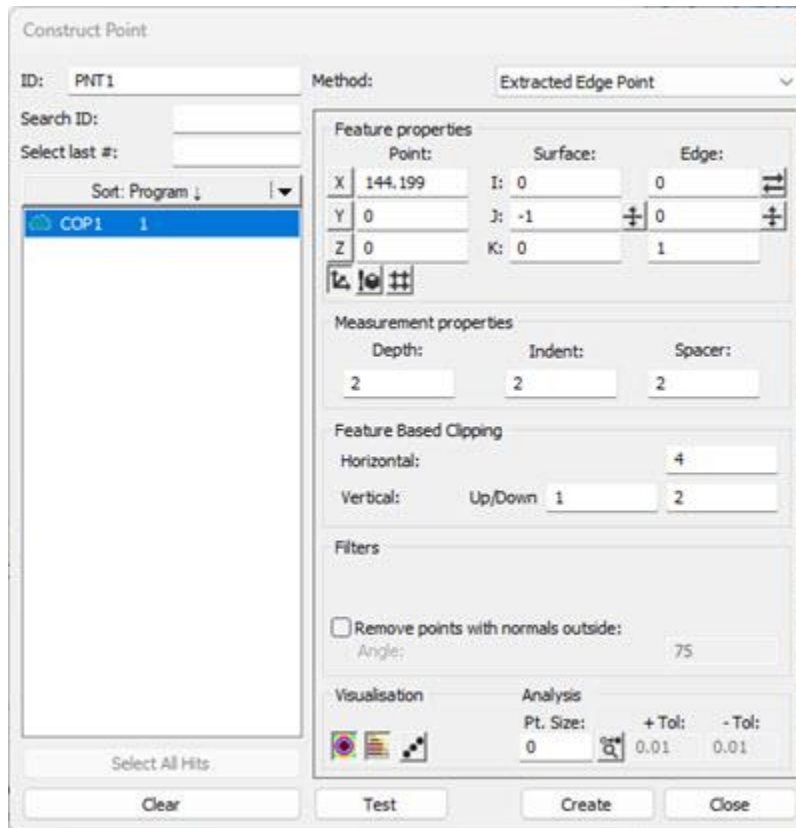 Construct Point
ID: PNT1 Method: Extracted Edge Point
Search ID:
Select last #:
Sort: Program ↓
COP1 1
Select All Hits
Clear
Feature properties
Point: Surface: Edge:
X 144.199 I: 0 0
Y 0 J: -1 0
Z 0 K: 0 1
Measurement properties
Depth: Indent: Spacer:
2 2 2
Feature Based Clipping
Horizontal: 4
Vertical: Up/Down 1 2
Filters
Remove points with normals outside:
Angle: 75
Visualisation Analysis
Pt. Size: + Tol: - Tol:
0 0.01 0.01
Test Create Close